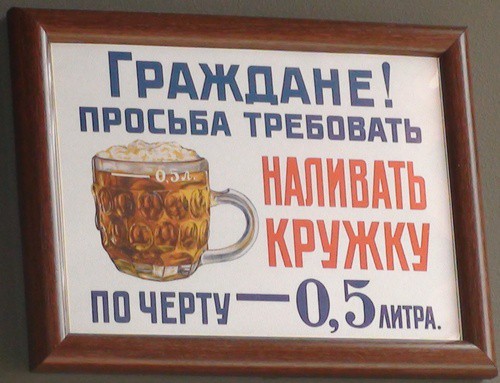 ГРАЖДАНЕ!
ПРОСЬБА ТРЕБОВАТЬ
0,5 л.
НАЛИВАТЬ
КРУЖКУ
ПО ЧЕРТУ — 0,5 ЛИТРА.